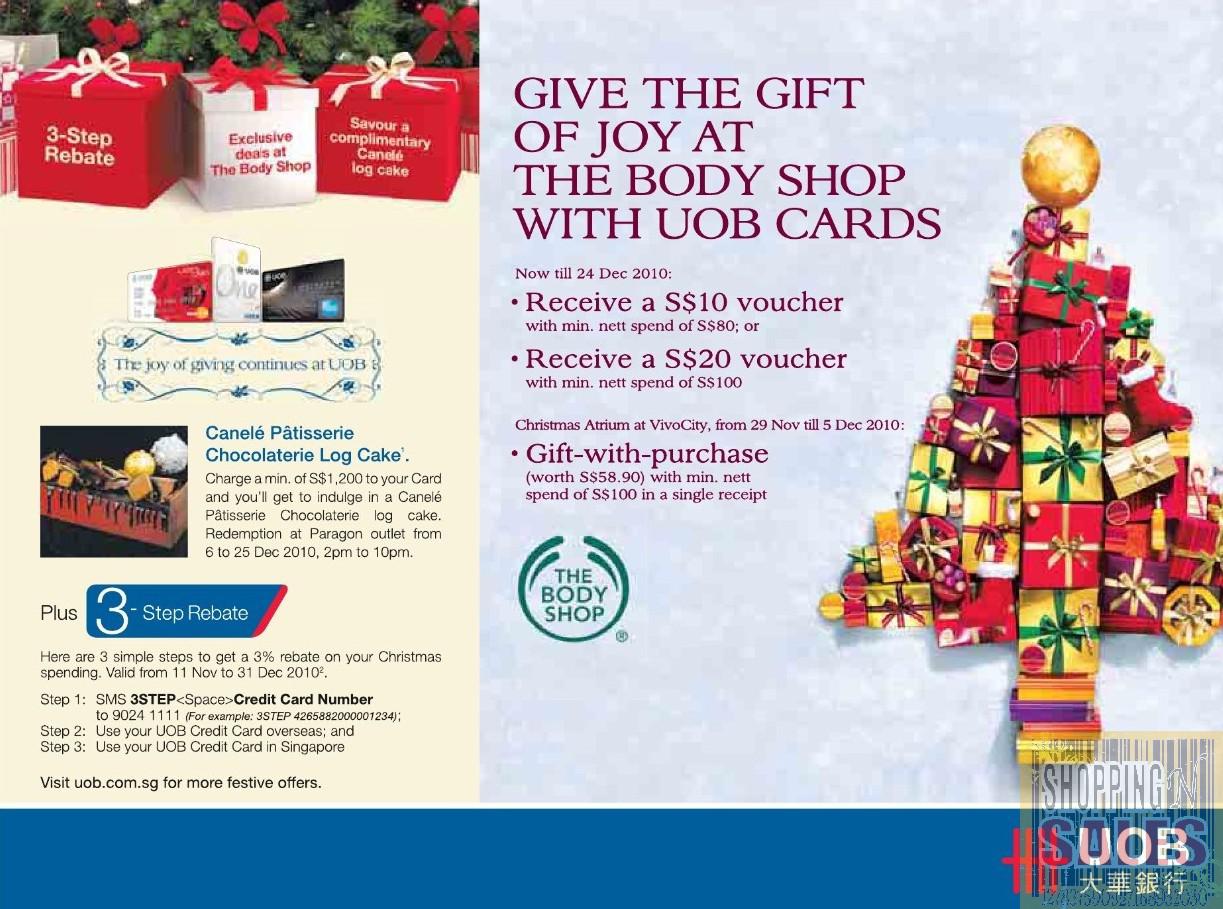 3-Step
Rebate
Exclusive
deals at
The Body Shop
Savour a
complimentary
Canelé
log cake
The joy of giving continues at UOB
Canelé Pâtisserie
Chocolaterie Log Cake¹.
Charge a min. of S$1,200 to your Card
and you'll get to indulge in a Canelé
Pâtisserie Chocolaterie log cake.
Redemption at Paragon outlet from
6 to 25 Dec 2010, 2pm to 10pm.
Plus 3-Step Rebate
Here are 3 simple steps to get a 3% rebate on your Christmas
spending. Valid from 11 Nov to 31 Dec 2010².
Step 1: SMS 3STEP<Space>Credit Card Number
to 9024 1111 (For example: 3STEP 4265882000001234);
Step 2: Use your UOB Credit Card overseas; and
Step 3: Use your UOB Credit Card in Singapore
Visit uob.com.sg for more festive offers.
GIVE THE GIFT
OF JOY AT
THE BODY SHOP
WITH UOB CARDS
Now till 24 Dec 2010:
• Receive a S$10 voucher
with min. nett spend of S$80; or
• Receive a S$20 voucher
with min. nett spend of S$100
Christmas Atrium at VivoCity, from 29 Nov till 5 Dec 2010:
• Gift-with-purchase
(worth S$58.90) with min. nett
spend of S$100 in a single receipt
THE
BODY
SHOP
®
SHOPPING N
SALES
UOB
大華銀行